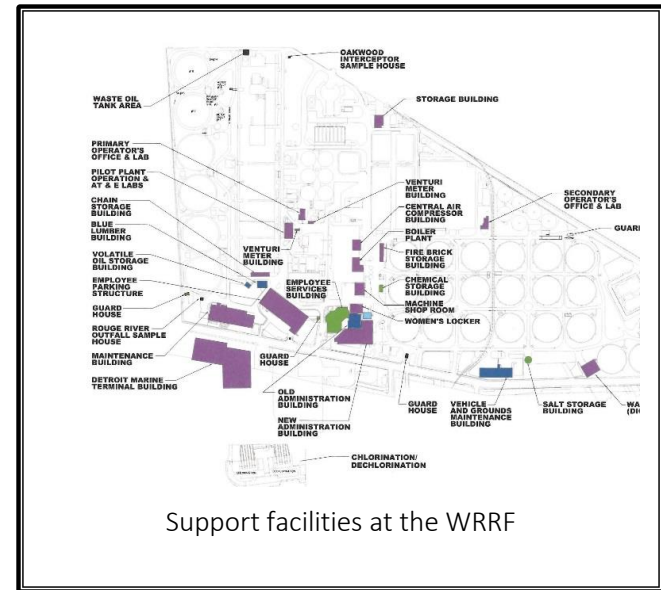 OAKWOOD
INTERCEPTOR
SAMPLE HOUSE
WASTE OIL
TANK AREA
STORAGE BUILDING
PRIMARY
OPERATOR'S
OFFICE & LAB
PILOT PLANT
OPERATION &
AT & E LABS
CHAIN
STORAGE
BUILDING
BLUE
LUMBER
BUILDING
VOLATILE
OIL STORAGE
BUILDING
EMPLOYEE
PARKING
STRUCTURE
GUARD
HOUSE
ROUGE RIVER
OUTFALL SAMPLE
HOUSE
MAINTENANCE
BUILDING
DETROIT MARINE
TERMINAL BUILDING
VENTURI
METER
BUILDING
CENTRAL AIR
COMPRESSOR
BUILDING
BOILER
PLANT
FIRE BRICK
STORAGE
BUILDING
CHEMICAL
STORAGE
BUILDING
MACHINE
SHOP ROOM
WOMEN'S LOCKER
SECONDARY
OPERATOR'S
OFFICE & LAB
GUARD
VENTURI
METER
BUILDING
EMPLOYEE
SERVICES
BUILDING
GUARD
HOUSE
OLD
ADMINISTRATION
BUILDING
NEW
ADMINISTRATION
BUILDING
GUARD
HOUSE
VEHICLE
AND GROUNDS
MAINTENANCE
BUILDING
SALT STORAGE
BUILDING
WA
(DI
CHLORINATION/
DECHLORINATION
Support facilities at the WRRF